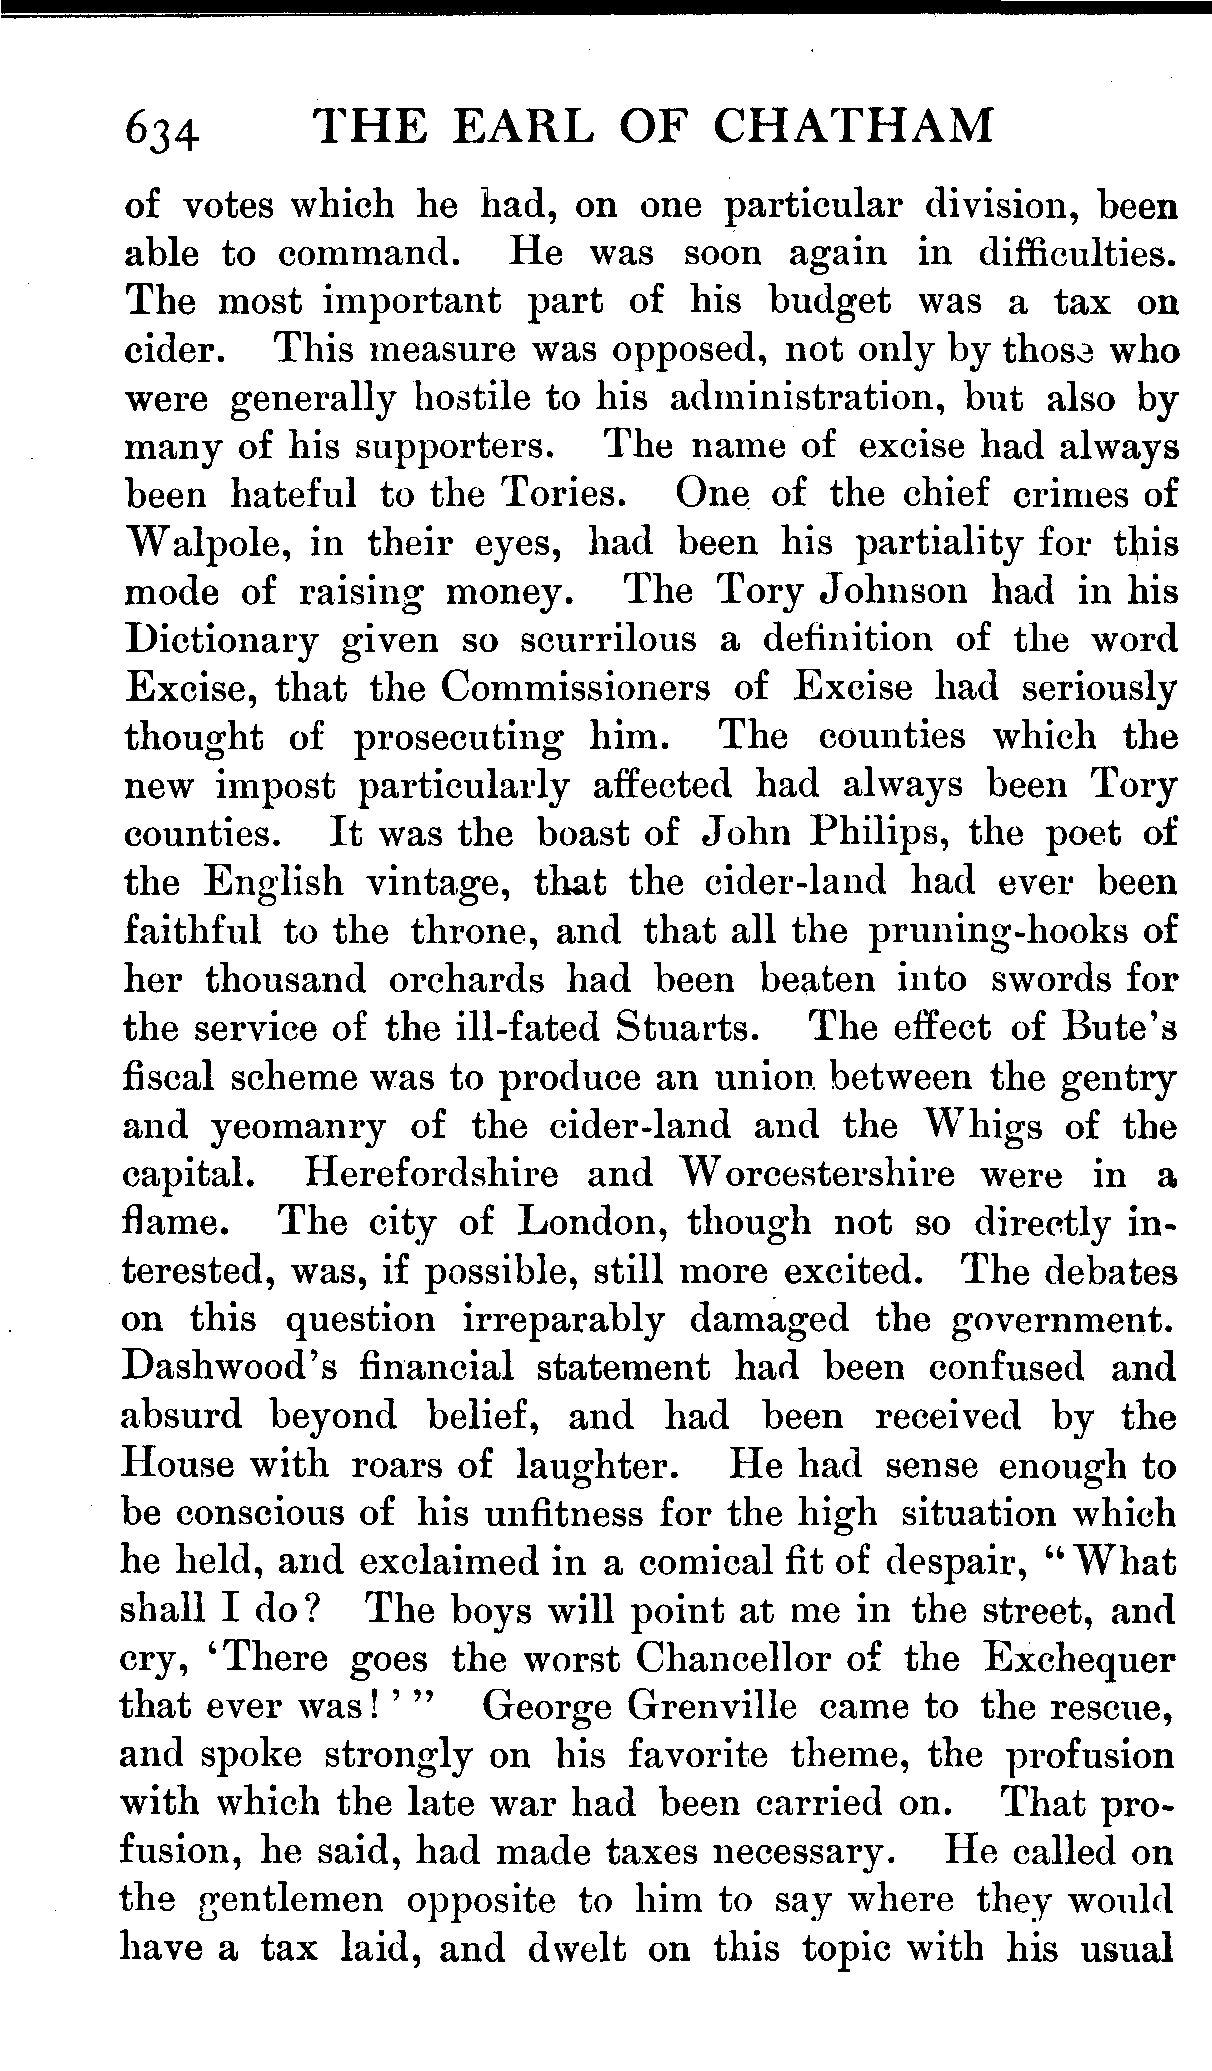 634 THE EARL OF CHATHAM
of votes which he had, on one particular division, been
able to command. He was soon again in difficulties.
The most important part of his budget was a tax on
cider. This measure was opposed, not only by those who
were generally hostile to his administration, but also by
many of his supporters. The name of excise had always
been hateful to the Tories. One of the chief crimes of
Walpole, in their eyes, had been his partiality for this
mode of raising money. The Tory Johnson had in his
Dictionary given so scurrilous a definition of the word
Excise, that the Commissioners of Excise had seriously
thought of prosecuting him. The counties which the
new impost particularly affected had always been Tory
counties. It was the boast of John Philips, the poet of
the English vintage, that the cider-land had ever been
faithful to the throne, and that all the pruning-hooks of
her thousand orchards had been beaten into swords for
the service of the ill-fated Stuarts. The effect of Bute's
fiscal scheme was to produce an union between the gentry
and yeomanry of the cider-land and the Whigs of the
capital. Herefordshire and Worcestershire were in a
flame. The city of London, though not so directly in-
terested, was, if possible, still more excited. The debates
on this question irreparably damaged the government.
Dashwood's financial statement had been confused and
absurd beyond belief, and had been received by the
House with roars of laughter. He had sense enough to
be conscious of his unfitness for the high situation which
he held, and exclaimed in a comical fit of despair, "What
shall I do? The boys will point at me in the street, and
cry, 'There goes the worst Chancellor of the Exchequer
that ever was!'" George Grenville came to the rescue,
and spoke strongly on his favorite theme, the profusion
with which the late war had been carried on. That pro-
fusion, he said, had made taxes necessary. He called on
the gentlemen opposite to him to say where they would
have a tax laid, and dwelt on this topic with his usual